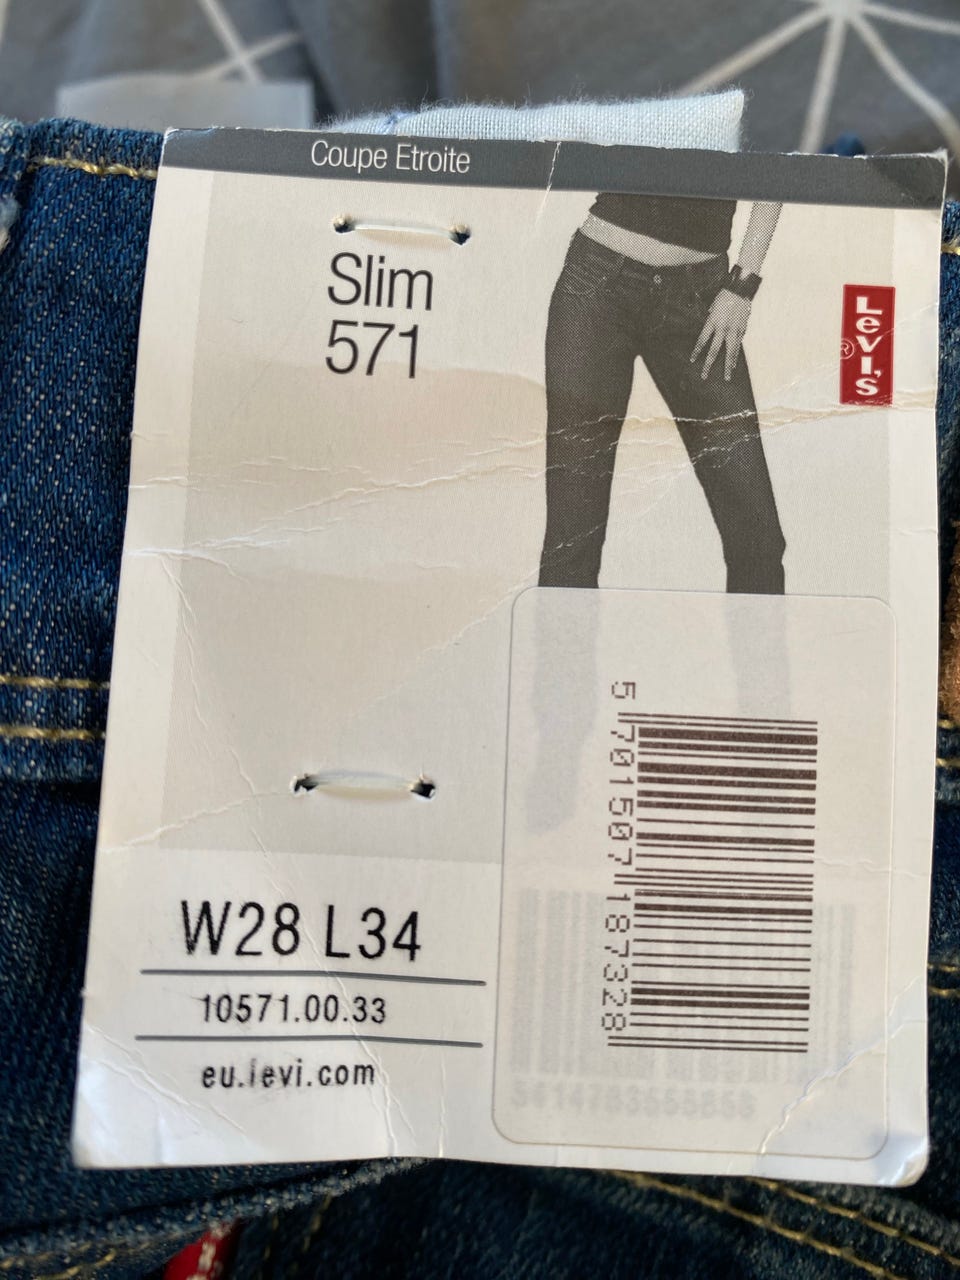 Coupe Etroite
Slim
571
Levi's
®
W28 L34
10571.00.33
eu.levi.com
5 701507 187328